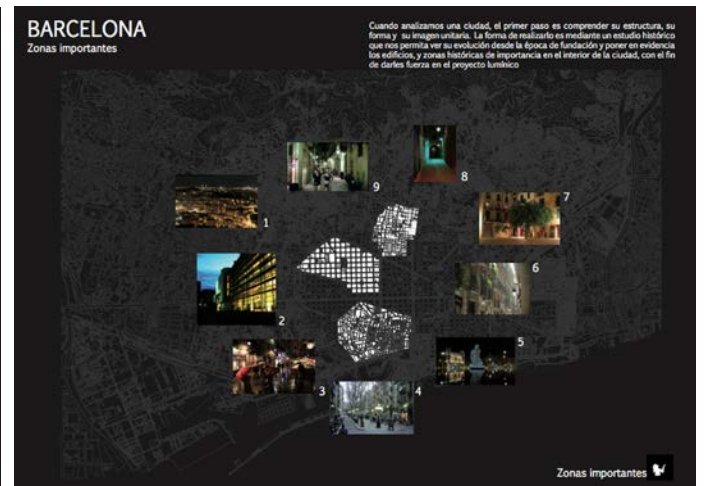 BARCELONA
Zonas importantes
Cuando analizamos una ciudad, el primer paso es comprender su estructura, su
forma y su imagen unitaria. La forma de realizarlo es mediante un estudio histórico
que nos permita ver su evolución desde la época de fundación y poner en evidencia
los edificios, y zonas históricas de importancia en el interior de la ciudad, con el fin
de darles fuerza en el proyecto lumínico
8
9
7
1
6
2
5
3
4
Zonas importantes